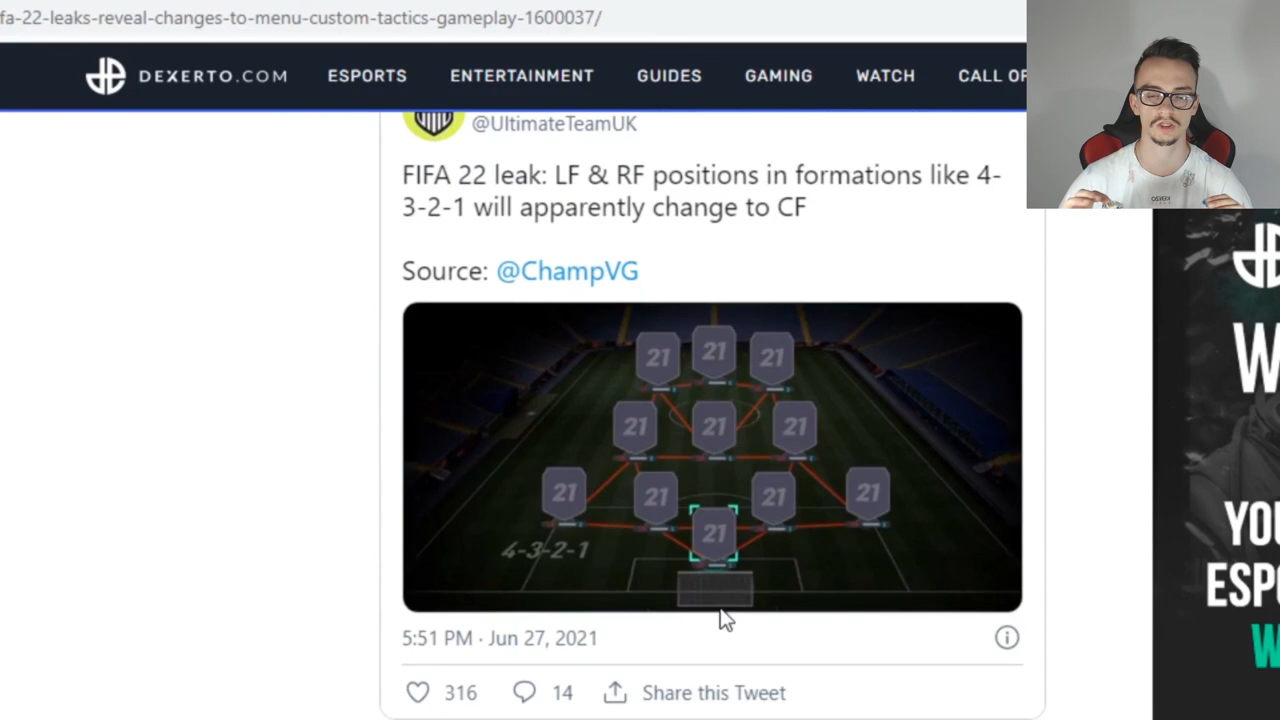 fa-22-leaks-reveal-changes-to-menu-custom-tactics-gameplay-1600037/
DEXERTO.COM ESPORTS ENTERTAINMENT GUIDES GAMING WATCH CALL OF
@UltimateTeamUK
FIFA 22 leak: LF & RF positions in formations like 4-
3-2-1 will apparently change to CF
Source: @ChampVG
21 21 21
21 21 21
21 21 21 21
21
4-3-2-1
5:51 PM · Jun 27, 2021
316 14 Share this Tweet
W
YOU
ESPO
W